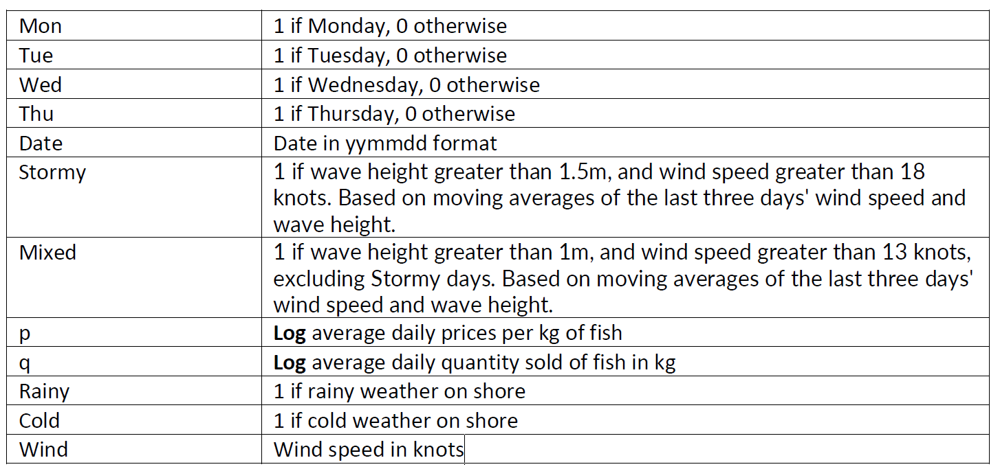 Mon 1 if Monday, 0 otherwise
Tue 1 if Tuesday, 0 otherwise
Wed 1 if Wednesday, 0 otherwise
Thu 1 if Thursday, 0 otherwise
Date Date in yymmdd format
Stormy 1 if wave height greater than 1.5m, and wind speed greater than 18
knots. Based on moving averages of the last three days' wind speed and
wave height.
Mixed 1 if wave height greater than 1m, and wind speed greater than 13 knots,
excluding Stormy days. Based on moving averages of the last three days'
wind speed and wave height.
p Log average daily prices per kg of fish
q Log average daily quantity sold of fish in kg
Rainy 1 if rainy weather on shore
Cold 1 if cold weather on shore
Wind Wind speed in knots